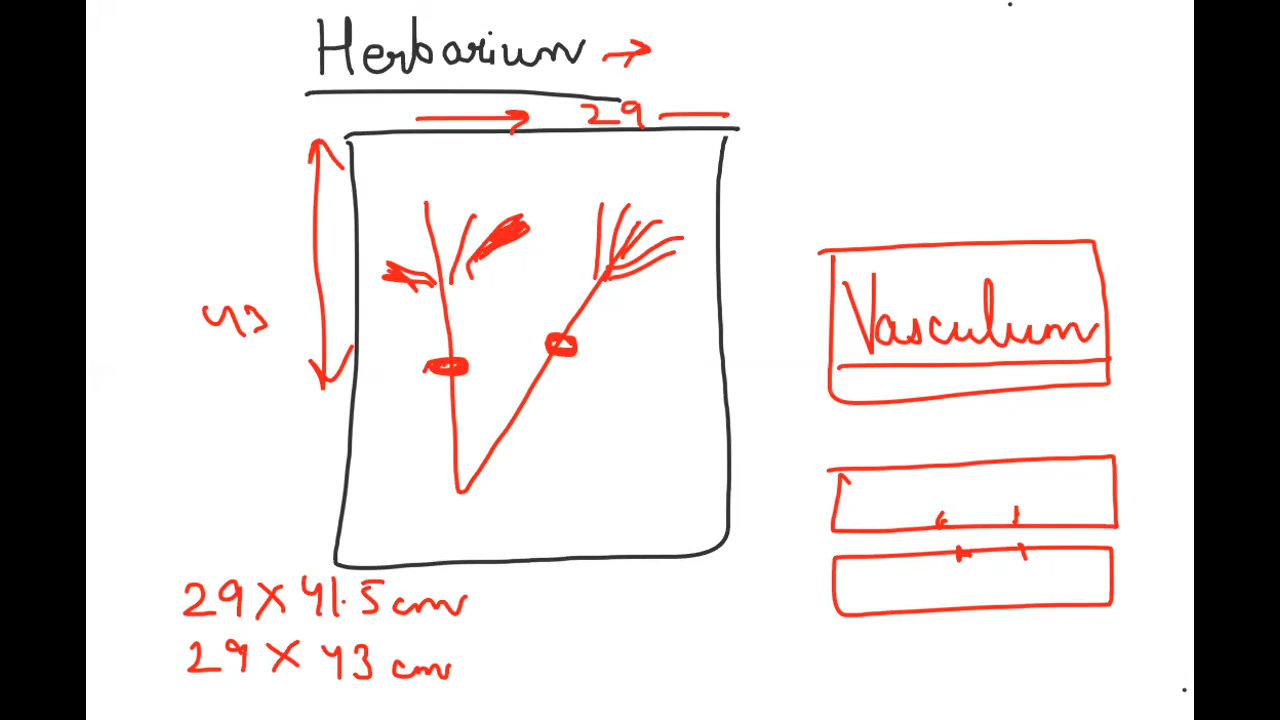 Herbarium →
29
43
Vasculum
29 X 41.5 cm
29 X 43 cm